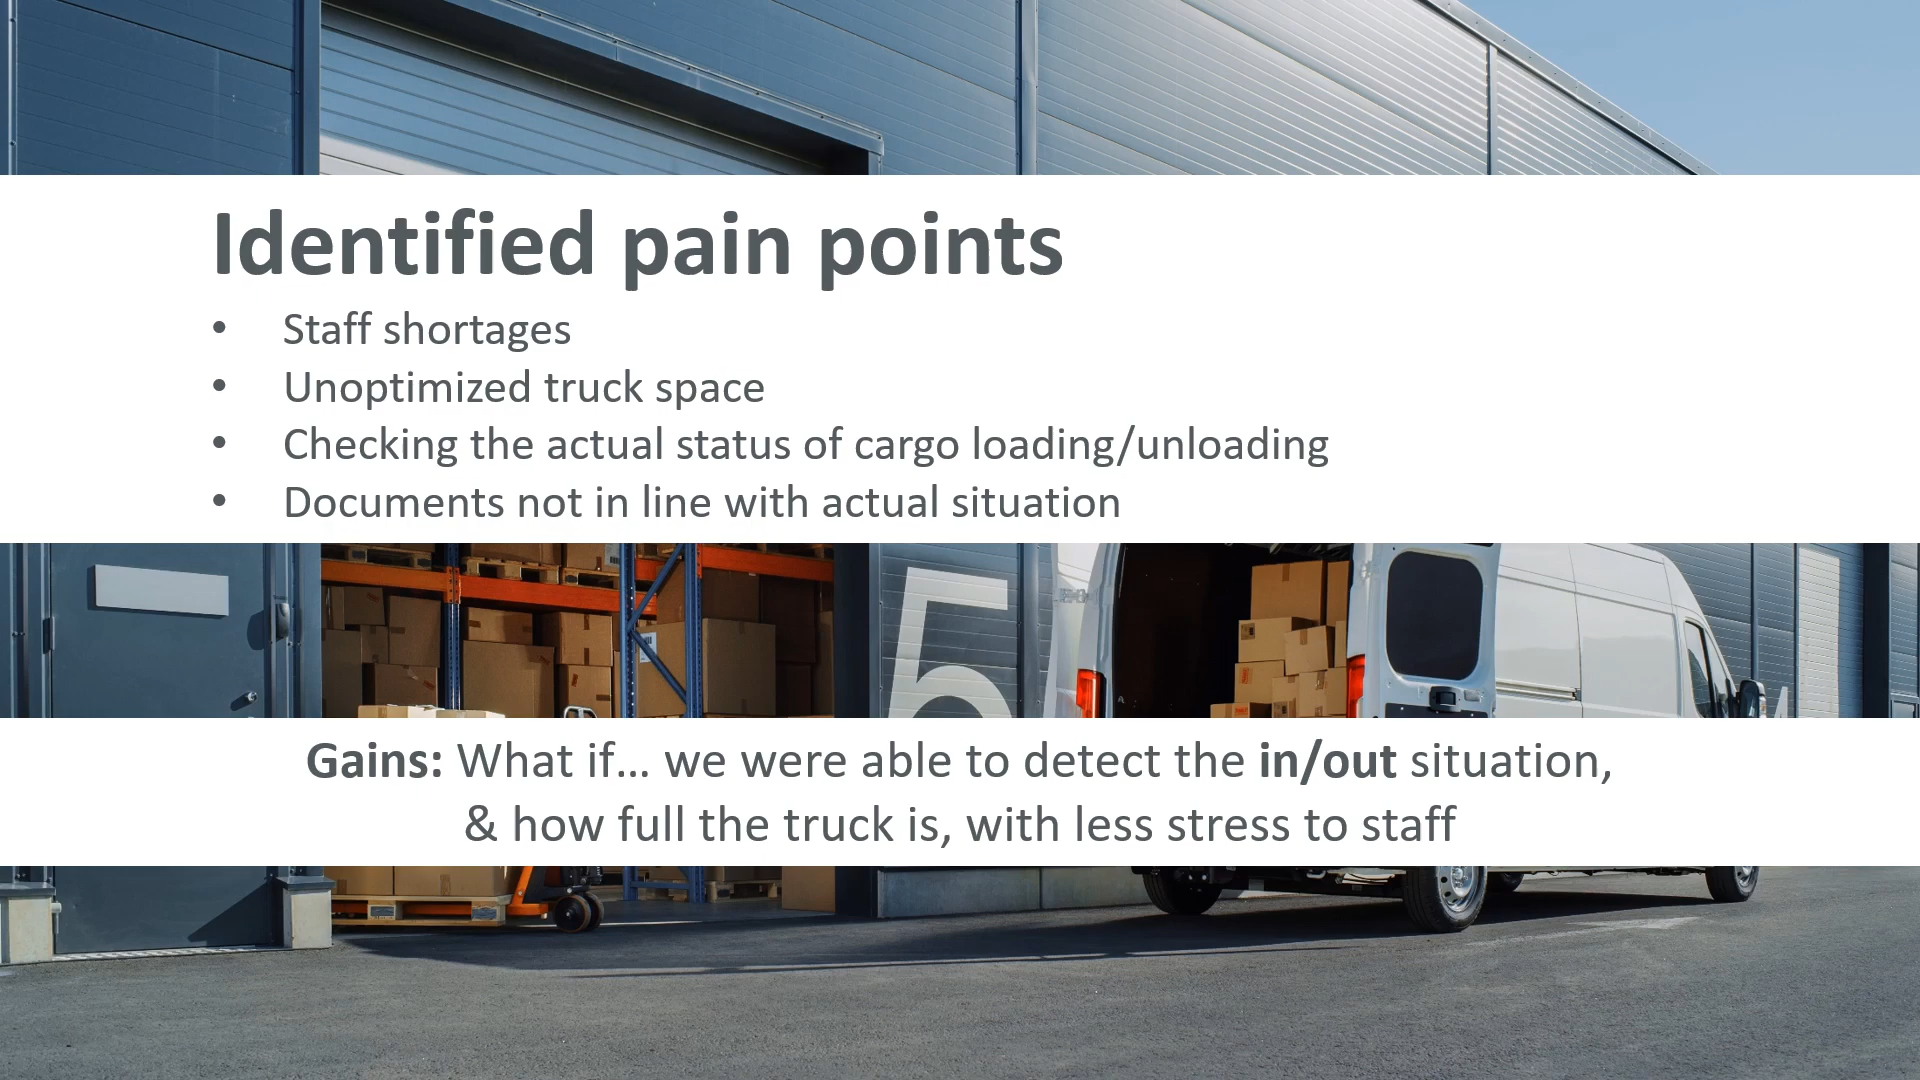 Identified pain points
• Staff shortages
• Unoptimized truck space
• Checking the actual status of cargo loading/unloading
• Documents not in line with actual situation
5
Gains: What if… we were able to detect the in/out situation,
& how full the truck is, with less stress to staff